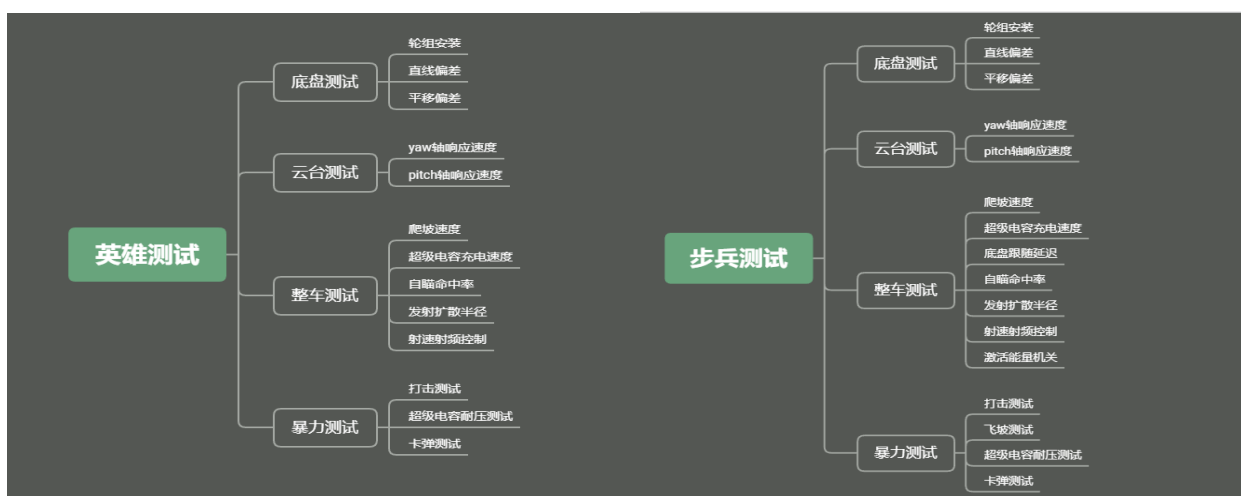 英雄测试
底盘测试
轮组安装
直线偏差
平移偏差
云台测试
yaw轴响应速度
pitch轴响应速度
整车测试
爬坡速度
超级电容充电速度
自瞄命中率
发射扩散半径
射速射频控制
暴力测试
打击测试
超级电容耐压测试
卡弹测试
步兵测试
底盘测试
轮组安装
直线偏差
平移偏差
云台测试
yaw轴响应速度
pitch轴响应速度
整车测试
爬坡速度
超级电容充电速度
底盘跟随延迟
自瞄命中率
发射扩散半径
射速射频控制
激活能量机关
暴力测试
打击测试
飞坡测试
超级电容耐压测试
卡弹测试